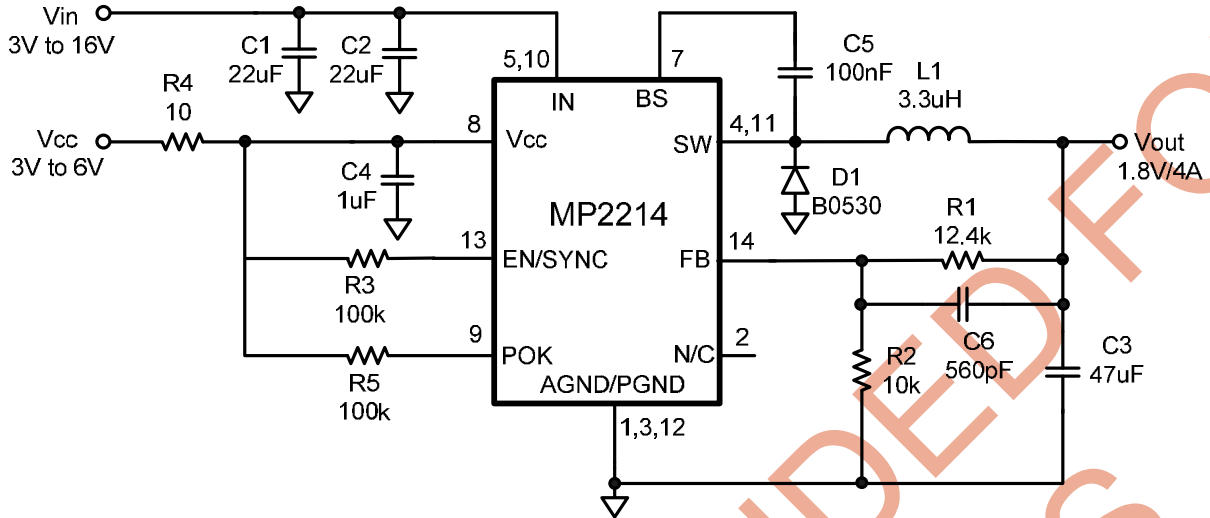 Vin
3V to 16V
C1
22uF
C2
22uF
5,10
7
C5
100nF
L1
3.3uH
R4
10
IN
BS
Vcc
3V to 6V
8
Vcc
SW
4,11
Vout
1.8V/4A
C4
1uF
D1
B0530
MP2214
R1
12.4k
13
EN/SYNC
FB
14
R3
100k
9
POK
N/C
2
R2
10k
C6
560pF
C3
47uF
R5
100k
AGND/PGND
1,3,12